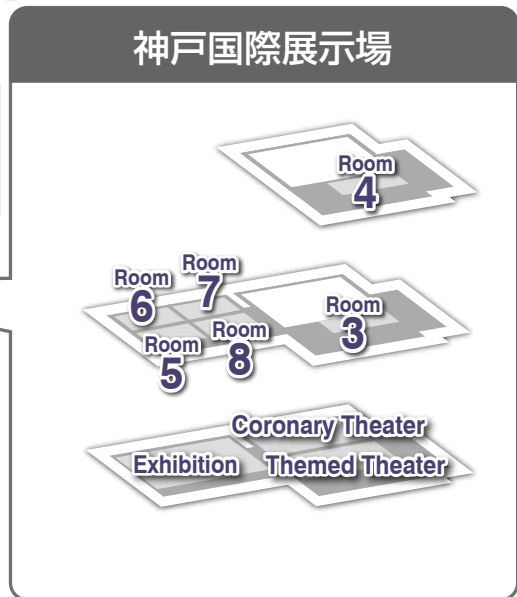 神戸国際展示場
Room
4
Room
6
Room
7
Room
3
Room
5
Room
8
Coronary Theater
Exhibition
Themed Theater